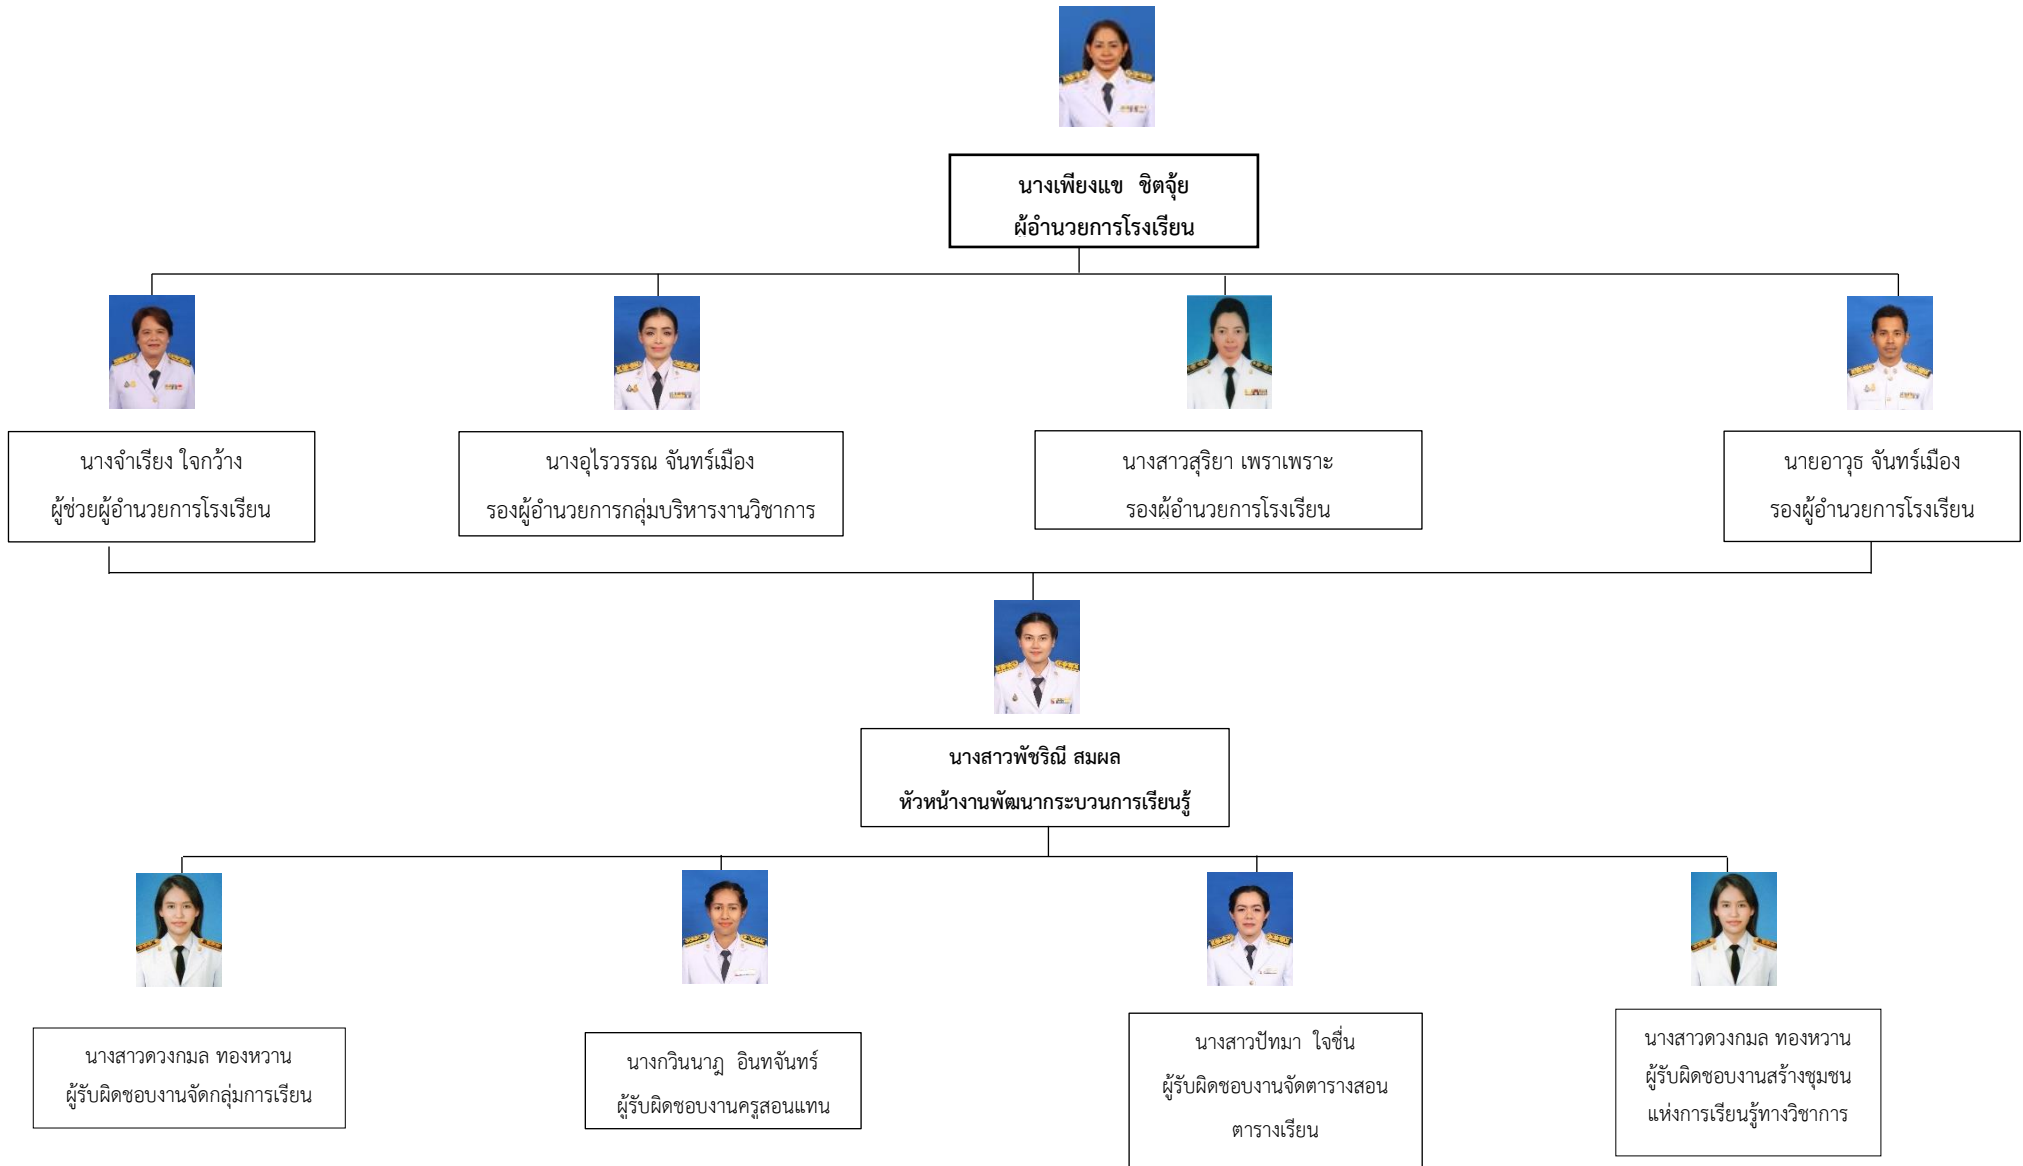 นางเพียงแข  ชิตจุ้ย
ผู้อำนวยการโรงเรียน
นางจำเรียง ใจกว้าง
ผู้ช่วยผู้อำนวยการโรงเรียน
นางอุไรวรรณ จันทร์เมือง
รองผู้อำนวยการกลุ่มบริหารงานวิชาการ
นางสาวสุริยา เพราเพราะ
รองผู้อำนวยการโรงเรียน
นายอาวุธ จันทร์เมือง
รองผู้อำนวยการโรงเรียน
นางสาวพัชริณี สมผล
หัวหน้างานพัฒนากระบวนการเรียนรู้
นางสาวดวงกมล ทองหวาน
ผู้รับผิดชอบงานจัดกลุ่มการเรียน
นางกวินนาฎ  อินทจันทร์
ผู้รับผิดชอบงานครูสอนแทน
นางสาวปัทมา  ใจชื่น
ผู้รับผิดชอบงานจัดตารางสอน
ตารางเรียน
นางสาวดวงกมล ทองหวาน
ผู้รับผิดชอบงานสร้างชุมชน
แห่งการเรียนรู้ทางวิชาการ